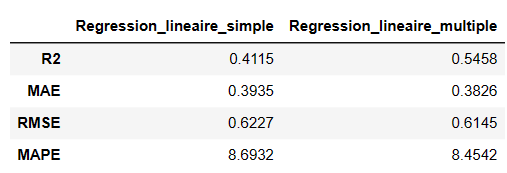 Regression_lineaire_simple Regression_lineaire_multiple
R2 0.4115 0.5458
MAE 0.3935 0.3826
RMSE 0.6227 0.6145
MAPE 8.6932 8.4542